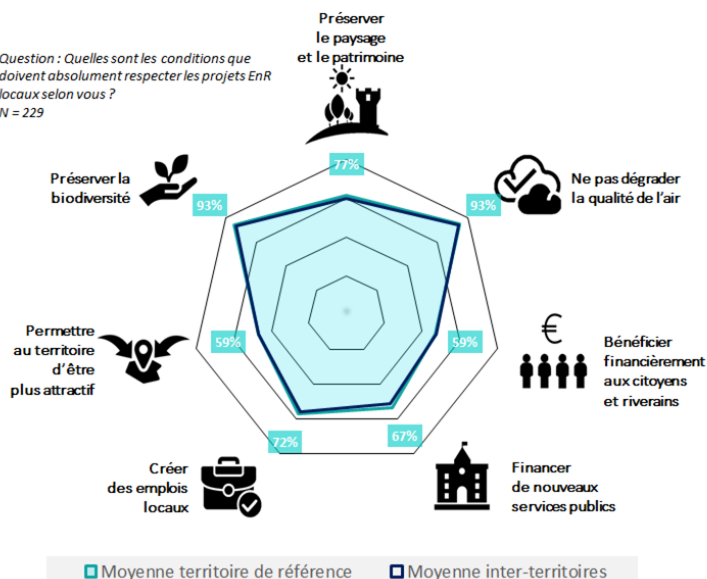 Préserver
le paysage
et le patrimoine
Question : Quelles sont les conditions que
doivent absolument respecter les projets EnR
locaux selon vous ?
N = 229
77%
Préserver la
biodiversité
93%
93%
Ne pas dégrader
la qualité de l'air
Permettre
au territoire
d'être
plus attractif
59%
59%
€
Bénéficier
financièrement
aux citoyens
et riverains
72%
67%
Créer
des emplois
locaux
Financer
de nouveaux
services publics
Moyenne territoire de référence
Moyenne inter-territoires